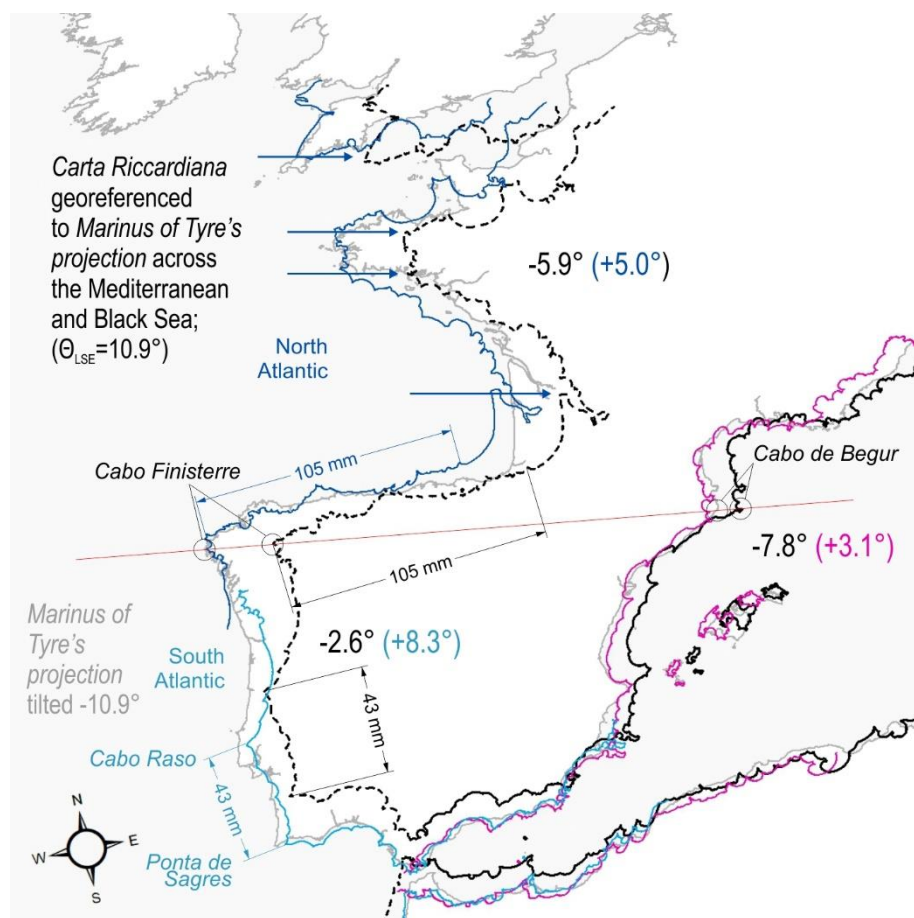 Carta Riccardiana
georeferenced
to Marinus of Tyre's
projection across
the Mediterranean
and Black Sea;
(ΘLSE=10.9°)
-5.9° (+5.0°)
North
Atlantic
105 mm
Cabo Finisterre
Cabo de Begur
105 mm
-7.8° (+3.1°)
Marinus of
Tyre's
projection
tilted -10.9°
-2.6° (+8.3°)
South
Atlantic
43 mm
Cabo Raso
43 mm
Ponta de
Sagres
N
E
W
S